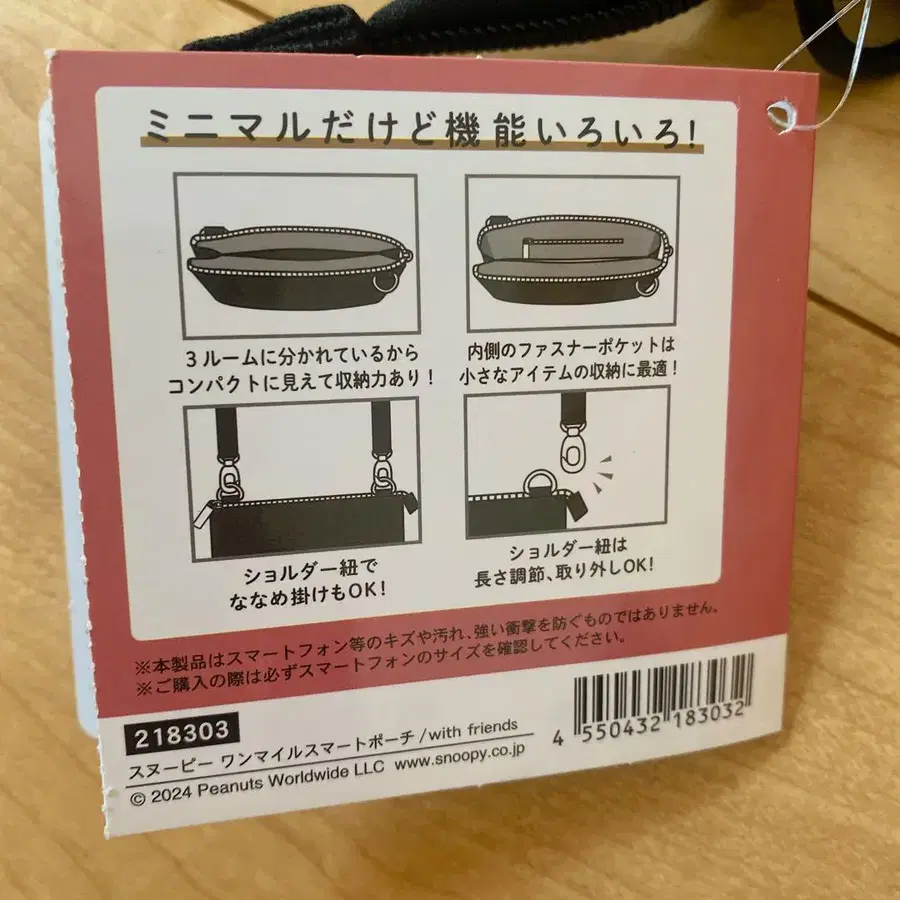 ミニマルだけど機能いろいろ!
3ルームに分かれているから
コンパクトに見えて収納力あり!
内側のファスナーポケットは
小さなアイテムの収納に最適!
ショルダー紐で
ななめ掛けもOK!
ショルダー紐は
長さ調節、取り外しOK!
※本製品はスマートフォン等のキズや汚れ、強い衝撃を防ぐものではありません。
※ご購入の際は必ずスマートフォンのサイズを確認してください。
218303
スヌーピー ワンマイルスマートポーチ/with friends
© 2024 Peanuts Worldwide LLC www.snoopy.co.jp
4 550432 183032